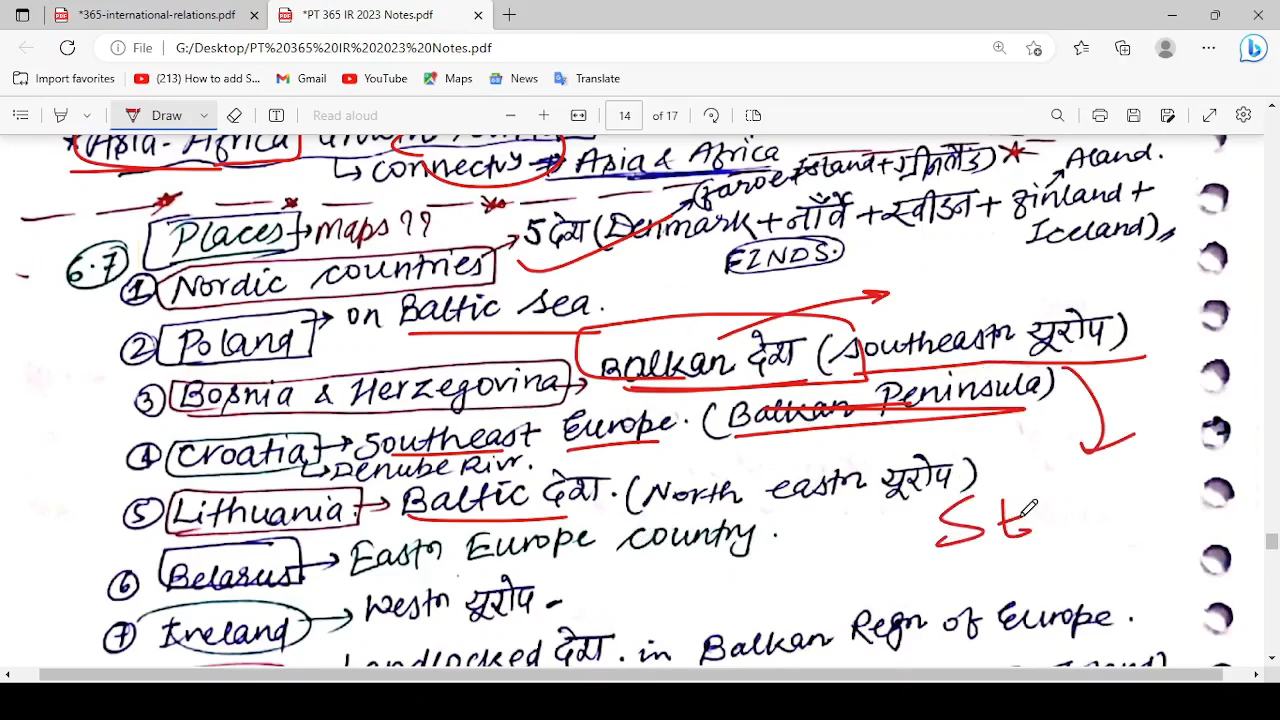 *365-international-relations.pdf
*PT 365 IR 2023 Notes.pdf
File G:/Desktop/PT%20365%20IR%202023%20Notes.pdf
Import favorites (213) How to add S... Gmail YouTube Maps News Translate
Draw Read aloud 14 of 17
Asia-Africa
connects Asia & Africa
(Faroe Island + ग्रीनलैंड) Aland.
6.7 Places Maps ??
① Nordic countries 5 देश (Denmark + नॉर्वे + स्वीडन + Finland + Iceland)
FINDS.
② Poland on Baltic Sea.
③ Bosnia & Herzegovina Balkan देश (Southeastn यूरोप)
④ Croatia Southeast Europe. (Balkan Peninsula)
Denube Rivr.
⑤ Lithuania Baltic देश. (North eastn यूरोप)
St
⑥ Belarus Eastn Europe country.
⑦ Ireland Westn यूरोप -
Landlocked देश. in Balkan Regn of Europe.